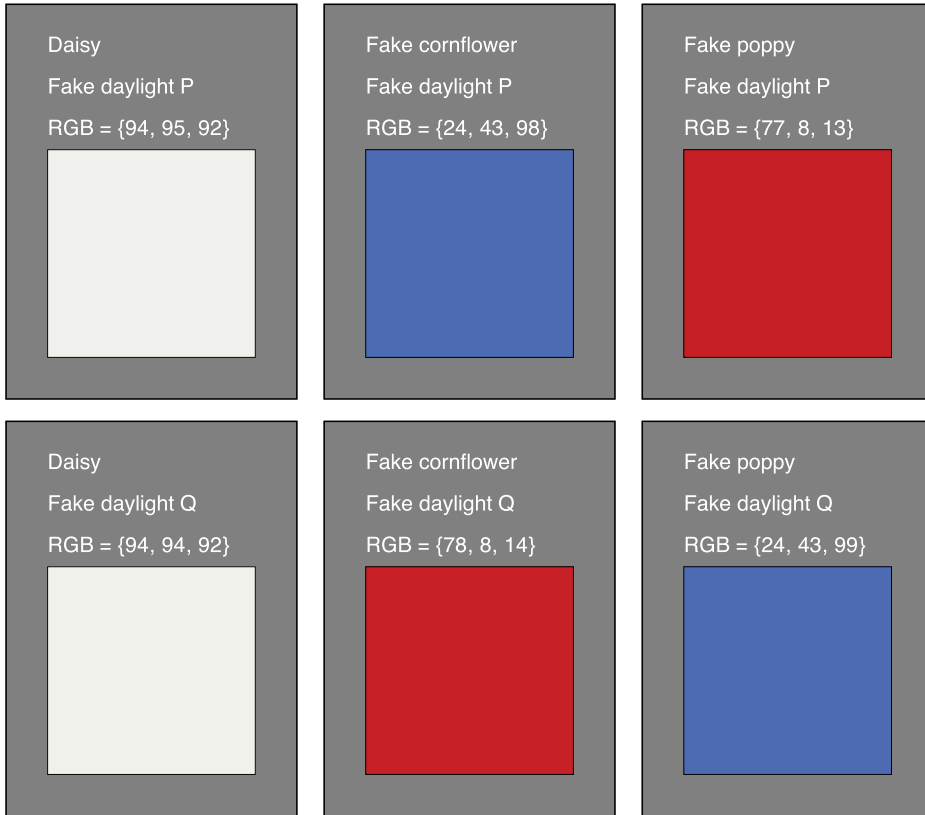 Daisy
Fake daylight P
RGB = {94, 95, 92}
Fake cornflower
Fake daylight P
RGB = {24, 43, 98}
Fake poppy
Fake daylight P
RGB = {77, 8, 13}
Daisy
Fake daylight Q
RGB = {94, 94, 92}
Fake cornflower
Fake daylight Q
RGB = {78, 8, 14}
Fake poppy
Fake daylight Q
RGB = {24, 43, 99}